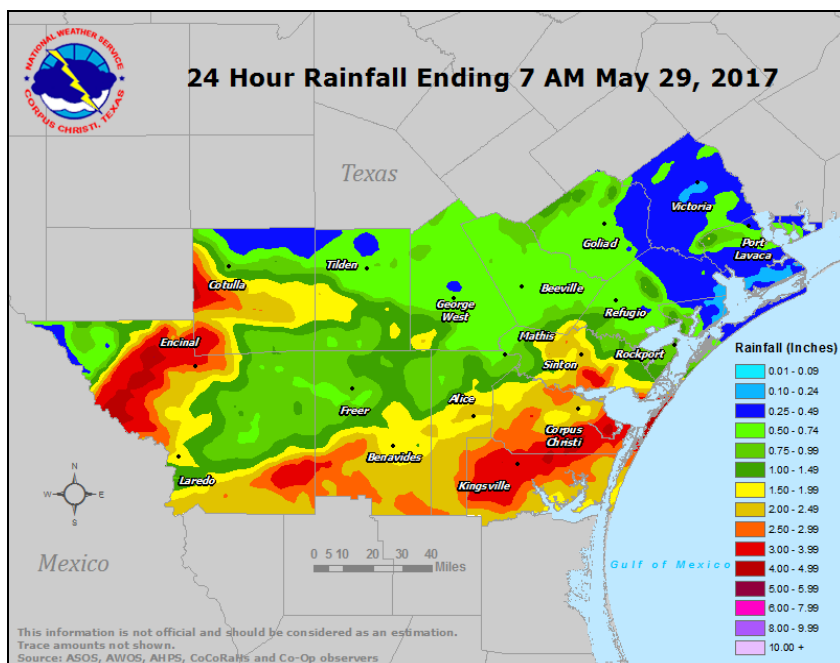 NATIONAL WEATHER SERVICE
CORPUS CHRISTI, TEXAS
24 Hour Rainfall Ending 7 AM May 29, 2017
Texas
Victoria
Goliad
Port
Lavaca
Tilden
Cotulla
Beeville
George
West
Refugio
Encinal
Mathis
Sinton
Rockport
Freer
Alice
Corpus
Christi
Benavides
Laredo
Kingsville
Rainfall (Inches)
0.01 - 0.09
0.10 - 0.24
0.25 - 0.49
0.50 - 0.74
0.75 - 0.99
1.00 - 1.49
1.50 - 1.99
2.00 - 2.49
2.50 - 2.99
3.00 - 3.99
4.00 - 4.99
5.00 - 5.99
6.00 - 7.99
8.00 - 9.99
10.00 +
N
W E
S
Mexico
0 5 10 20 30 40
Miles
Gulf of Mexico
This information is not official and should be considered as an estimation.
Trace amounts not shown.
Source: ASOS, AWOS, AHPS, CoCoRaHs and Co-Op observers